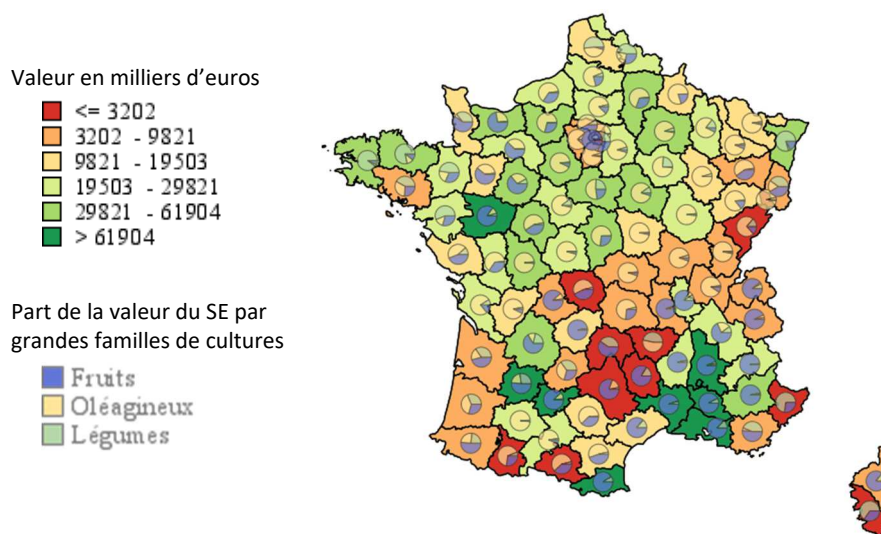 Valeur en milliers d’euros
<= 3202
3202 - 9821
9821 - 19503
19503 - 29821
29821 - 61904
> 61904
Part de la valeur du SE par
grandes familles de cultures
Fruits
Oléagineux
Légumes